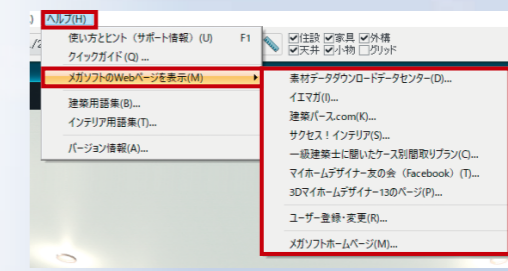 ヘルプ(H)
使い方とヒント（サポート情報）(U) F1
クイックガイド(Q) ...
メガソフトのWebページを表示(M)
建築用語集(B)...
インテリア用語集(T)...
バージョン情報(A)...
住設 家具 外構
天井 小物 グリッド
素材データダウンロードデータセンター(D)...
イエマガ(I)...
建築パース.com(K)...
サクセス！インテリア(S)...
一級建築士に聞いたケース別間取りプラン(C)...
マイホームデザイナー友の会（Facebook）(T)...
3Dマイホームデザイナー13のページ(P)...
ユーザー登録・変更(R)...
メガソフトホームページ(M)...